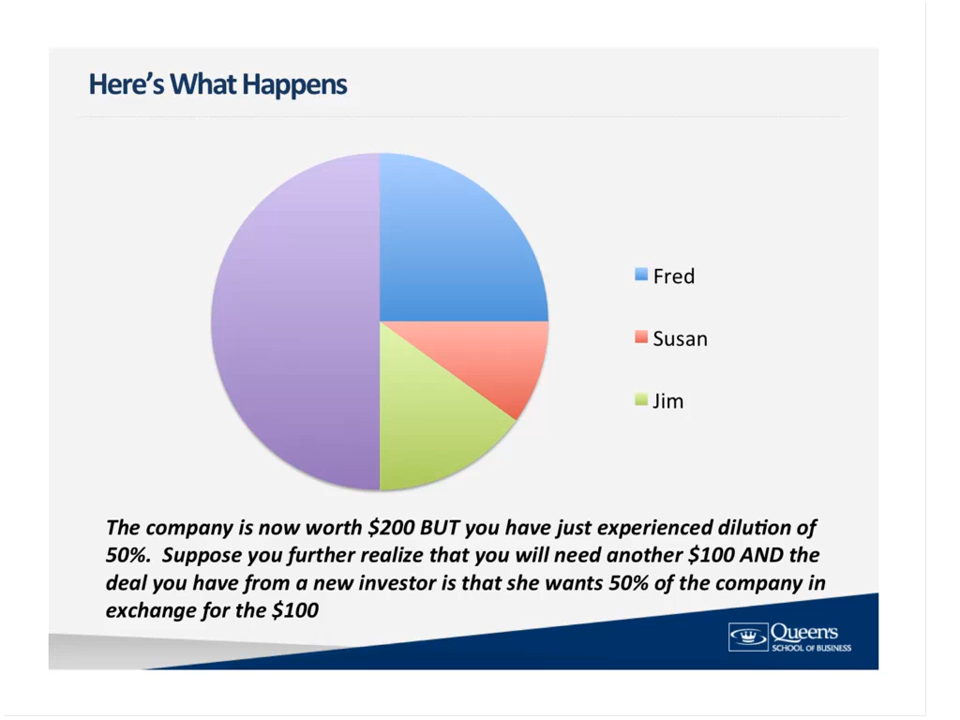 Here's What Happens
Fred
Susan
Jim
The company is now worth $200 BUT you have just experienced dilution of
50%. Suppose you further realize that you will need another $100 AND the
deal you have from a new investor is that she wants 50% of the company in
exchange for the $100
Queen's
SCHOOL OF BUSINESS